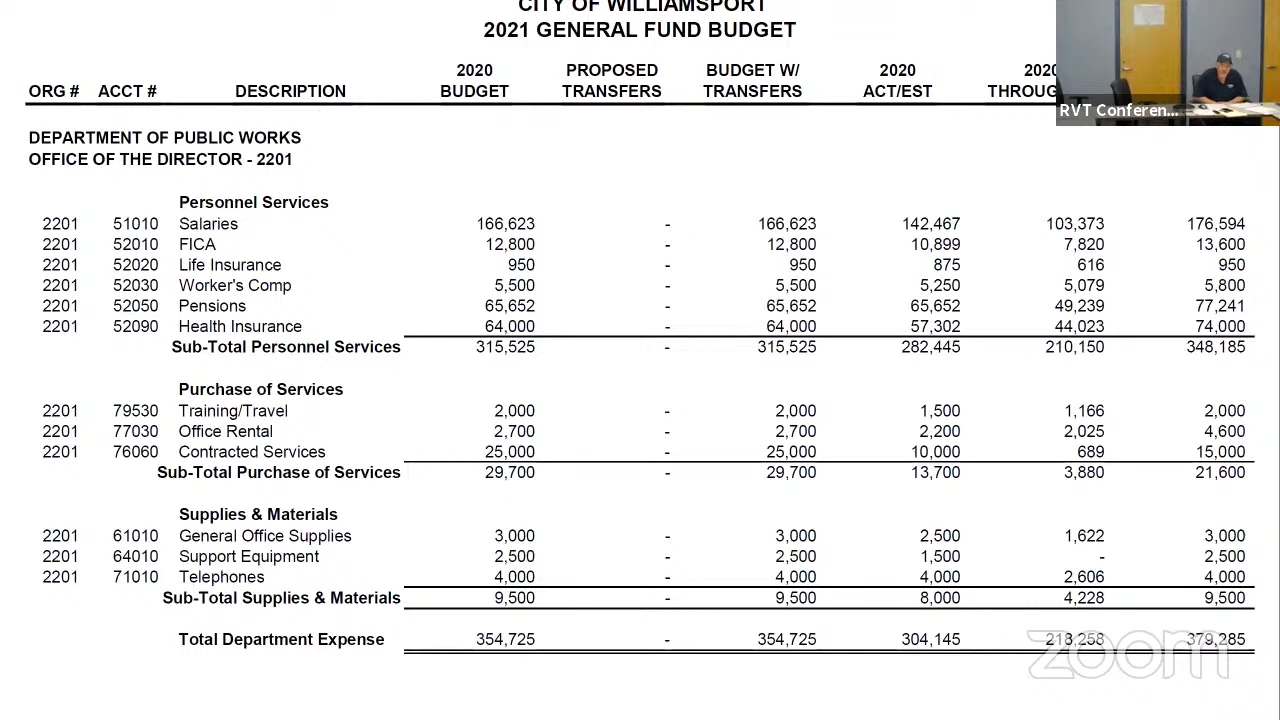 CITY OF WILLIAMSPORT
2021 GENERAL FUND BUDGET
2020 PROPOSED BUDGET W/ 2020 2020
ORG # ACCT # DESCRIPTION BUDGET TRANSFERS TRANSFERS ACT/EST THROUG
RVT Conferen...
DEPARTMENT OF PUBLIC WORKS
OFFICE OF THE DIRECTOR - 2201
Personnel Services
2201 51010 Salaries 166,623 - 166,623 142,467 103,373 176,594
2201 52010 FICA 12,800 - 12,800 10,899 7,820 13,600
2201 52020 Life Insurance 950 - 950 875 616 950
2201 52030 Worker's Comp 5,500 - 5,500 5,250 5,079 5,800
2201 52050 Pensions 65,652 - 65,652 65,652 49,239 77,241
2201 52090 Health Insurance 64,000 - 64,000 57,302 44,023 74,000
Sub-Total Personnel Services 315,525 - 315,525 282,445 210,150 348,185
Purchase of Services
2201 79530 Training/Travel 2,000 - 2,000 1,500 1,166 2,000
2201 77030 Office Rental 2,700 - 2,700 2,200 2,025 4,600
2201 76060 Contracted Services 25,000 - 25,000 10,000 689 15,000
Sub-Total Purchase of Services 29,700 - 29,700 13,700 3,880 21,600
Supplies & Materials
2201 61010 General Office Supplies 3,000 - 3,000 2,500 1,622 3,000
2201 64010 Support Equipment 2,500 - 2,500 1,500 - 2,500
2201 71010 Telephones 4,000 - 4,000 4,000 2,606 4,000
Sub-Total Supplies & Materials 9,500 - 9,500 8,000 4,228 9,500
Total Department Expense 354,725 - 354,725 304,145 218,258 379,285
zoom